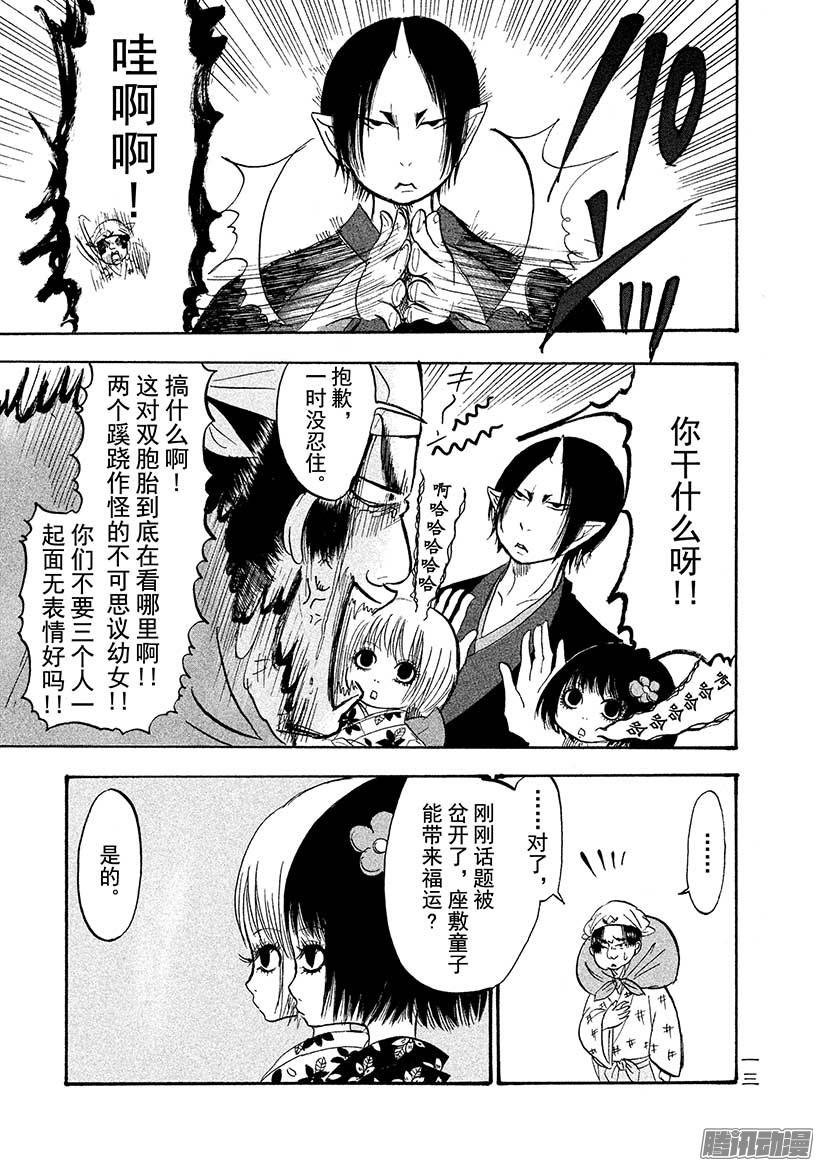 哇啊啊！
你干什么呀!!
啊哈哈哈哈哈
啊哈哈哈哈哈
抱歉，
一时没忍住。
搞什么啊！
这对双胞胎到底在看哪里啊!!
两个蹊跷作怪的不可思议幼女!!
你们不要三个人一
起面无表情好吗!!
……
……对了，
刚刚话题被
岔开了，座敷童子
能带来福运？
是的。
一三
腾讯动漫